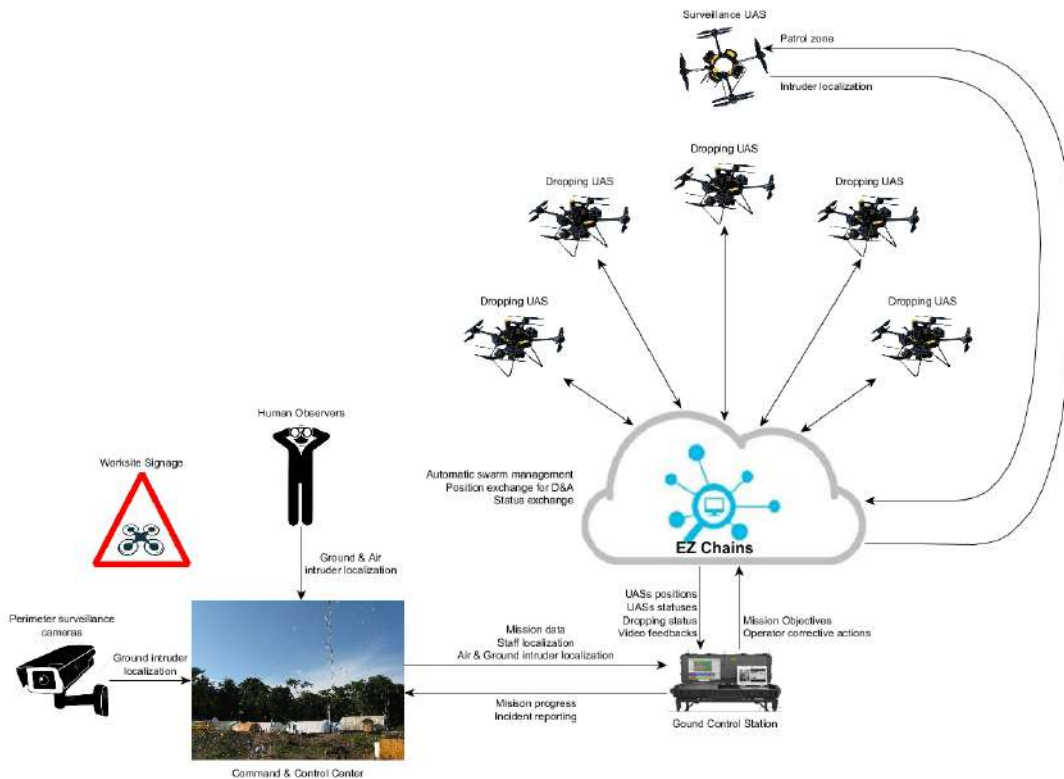 Surveillance UAS
Patrol zone
Intruder localization
Dropping UAS
Dropping UAS
Dropping UAS
Dropping UAS
Dropping UAS
Human Observers
Worksite Signage
Automatic swarm management
Position exchange for D&A
Status exchange
EZ Chains
Ground & Air
intruder localization
UASs positions
UASs statuses
Dropping status
Video feedbacks
Mission Objectives
Operator corrective actions
Perimeter surveillance
cameras
Ground intruder
localization
Mission data
Staff localization
Air & Ground intruder localization
Misison progress
Incident reporting
Gound Control Station
Command & Control Center